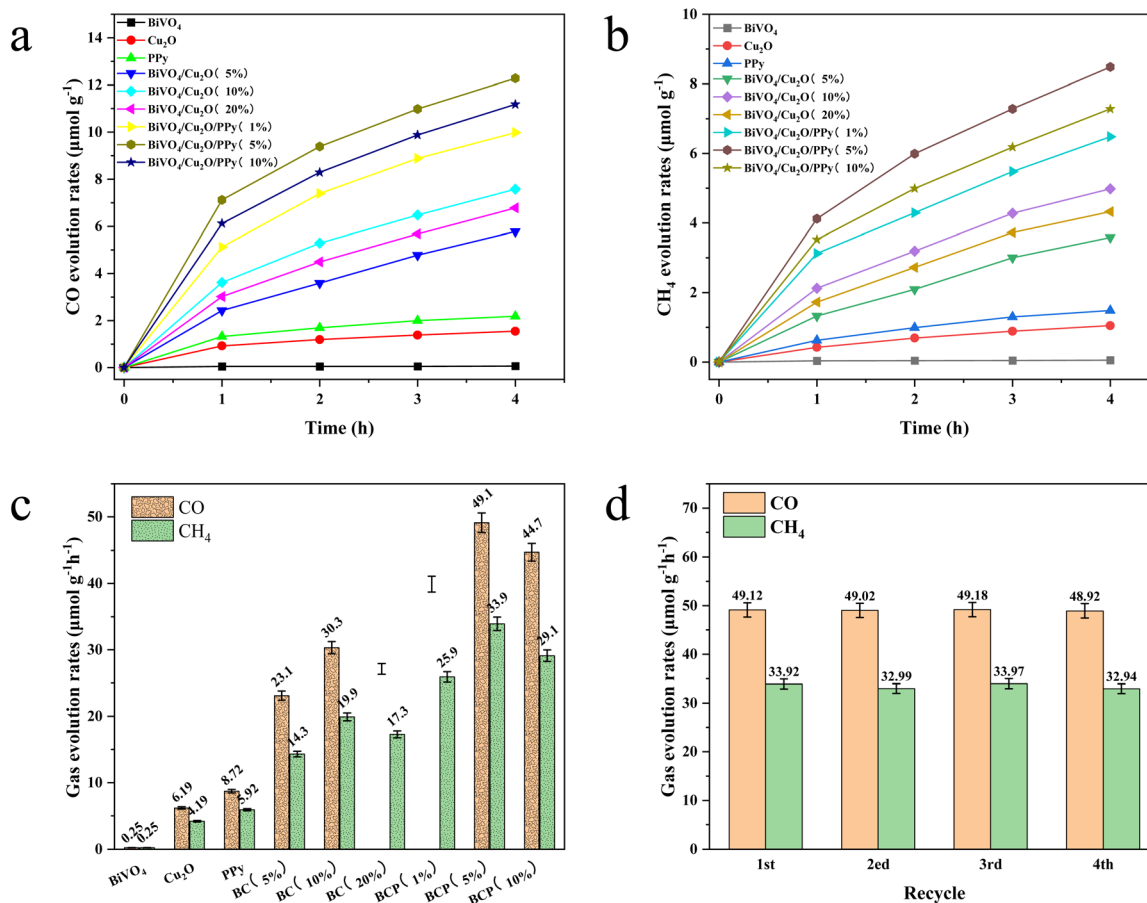 a
CO evolution rates (μmol g⁻¹)
14
12
10
8
6
4
2
0
BiVO₄
Cu₂O
PPy
BiVO₄/Cu₂O( 5%)
BiVO₄/Cu₂O( 10%)
BiVO₄/Cu₂O( 20%)
BiVO₄/Cu₂O/PPy( 1%)
BiVO₄/Cu₂O/PPy( 5%)
BiVO₄/Cu₂O/PPy( 10%)
0 1 2 3 4
Time (h)
b
CH₄ evolution rates (μmol g⁻¹)
10
8
6
4
2
0
BiVO₄
Cu₂O
PPy
BiVO₄/Cu₂O( 5%)
BiVO₄/Cu₂O( 10%)
BiVO₄/Cu₂O( 20%)
BiVO₄/Cu₂O/PPy( 1%)
BiVO₄/Cu₂O/PPy( 5%)
BiVO₄/Cu₂O/PPy( 10%)
0 1 2 3 4
Time (h)
c
Gas evolution rates (μmol g⁻¹h⁻¹)
50
40
30
20
10
0
CO
CH₄
0.25 0.25
6.19 4.19
8.72 5.92
23.1 14.3
30.3 19.9
17.3
25.9
49.1 33.9
44.7 29.1
BiVO₄
Cu₂O
PPy
BC( 5%)
BC( 10%)
BC( 20%)
BCP( 1%)
BCP( 5%)
BCP( 10%)
d
Gas evolution rates (μmol g⁻¹h⁻¹)
70
60
50
40
30
20
10
0
CO
CH₄
49.12 49.02 49.18 48.92
33.92 32.99 33.97 32.94
1st 2ed 3rd 4th
Recycle